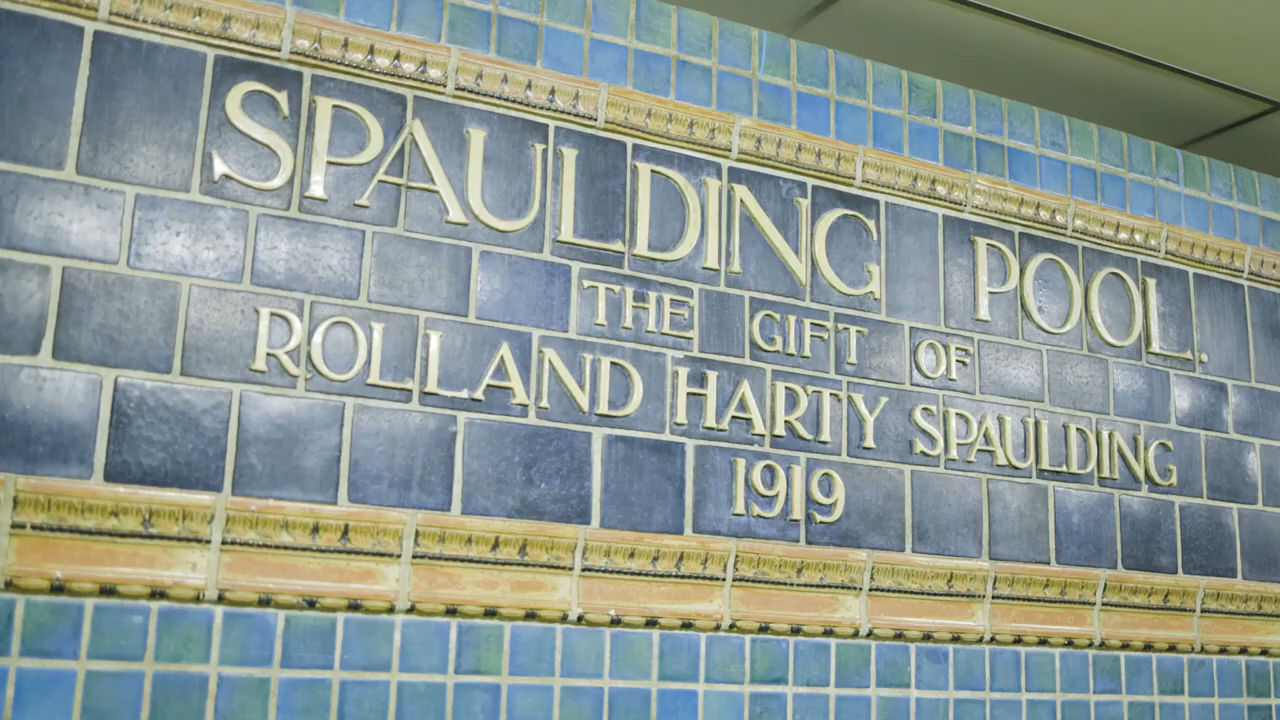 SPAULDING POOL.
THE GIFT OF
ROLLAND HARTY SPAULDING
1919